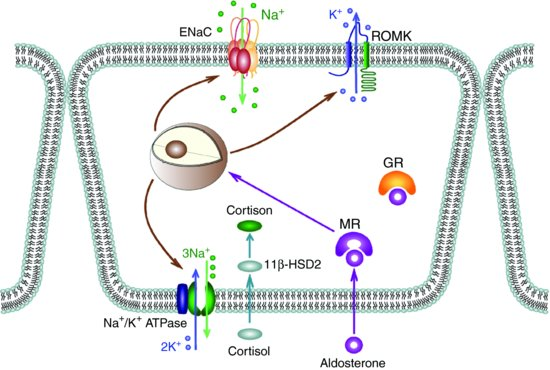 ENaC
Na+
K+
ROMK
GR
Cortison
MR
3Na+
11β-HSD2
Na+/K+ ATPase
2K+
Cortisol
Aldosterone